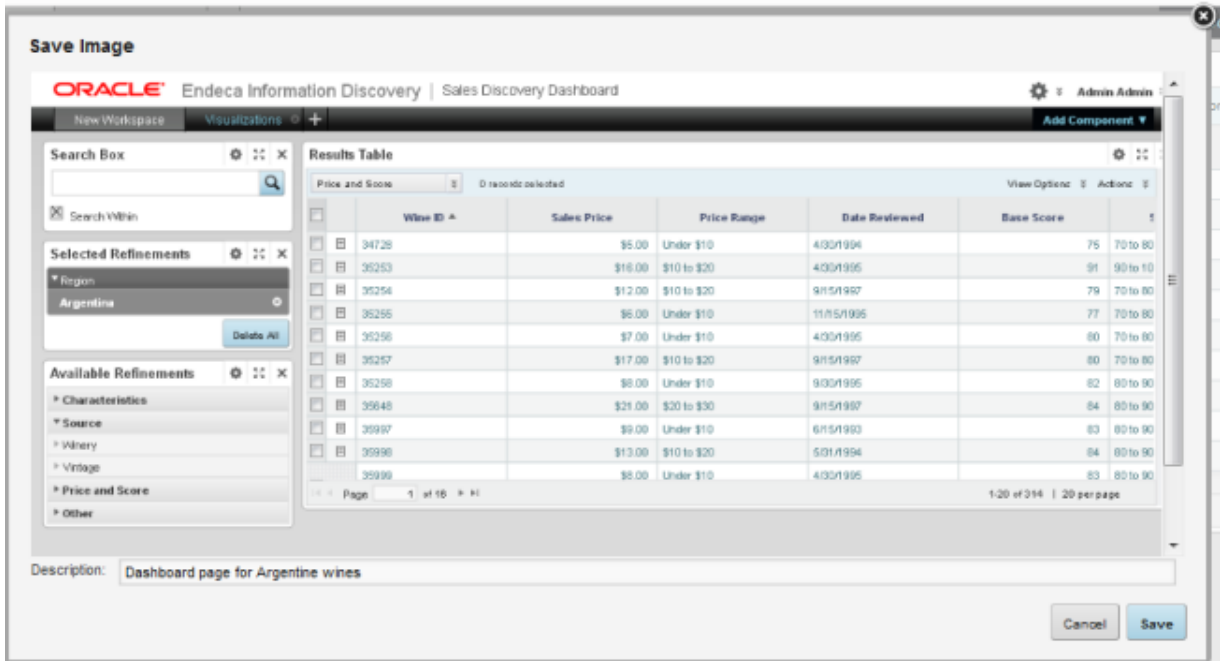 Save Image
ORACLE Endeca Information Discovery | Sales Discovery Dashboard Admin Admin
New Workspace Visualizations + Add Component
Search Box
Search Within
Selected Refinements
Region
Argentina
Delete All
Available Refinements
Characteristics
Source
Winery
Vintage
Price and Score
Other
Results Table
Price and Score 0 records selected View Options Actions
Wine ID Sales Price Price Range Date Reviewed Base Score S
34728 $5.00 Under $10 4/30/1994 75 70 to 80
35253 $16.00 $10 to $20 4/30/1995 91 90 to 10
35254 $12.00 $10 to $20 9/15/1997 79 70 to 80
35255 $6.00 Under $10 11/15/1995 77 70 to 80
35256 $7.00 Under $10 4/30/1995 80 70 to 80
35257 $17.00 $10 to $20 9/15/1997 80 70 to 80
35258 $8.00 Under $10 9/30/1995 82 80 to 90
35648 $21.00 $20 to $30 9/15/1997 84 80 to 90
35997 $9.00 Under $10 6/15/1993 83 80 to 90
35998 $13.00 $10 to $20 5/31/1994 84 80 to 90
35999 $8.00 Under $10 4/30/1995 83 80 to 90
Page 1 of 16 1-20 of 314 | 20 per page
Description: Dashboard page for Argentine wines
Cancel Save